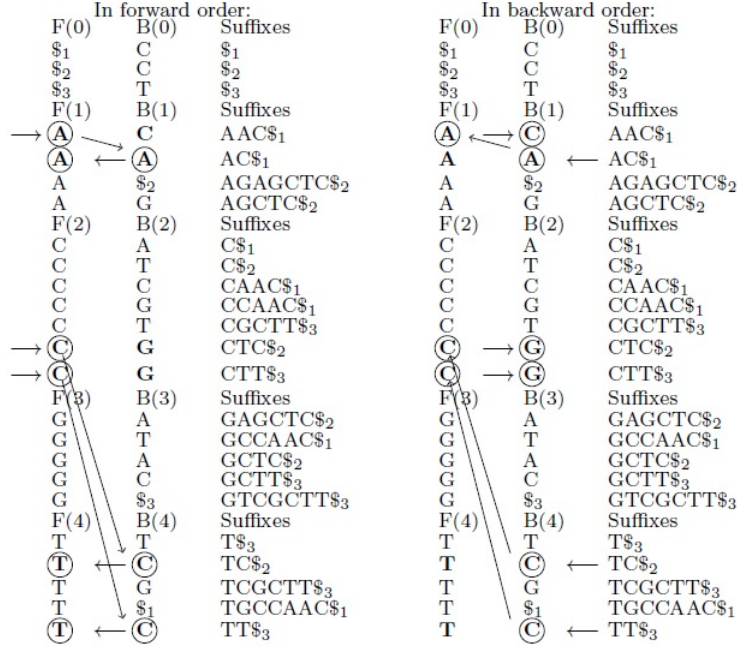 In forward order: In backward order:
F(0) B(0) Suffixes F(0) B(0) Suffixes
$₁ C $₁ $₁ C $₁
$₂ C $₂ $₂ C $₂
$₃ T $₃ $₃ T $₃
F(1) B(1) Suffixes F(1) B(1) Suffixes
A C AAC$₁ A C AAC$₁
A A AC$₁ A A AC$₁
A $₂ AGAGCTC$₂ A $₂ AGAGCTC$₂
A G AGCTC$₂ A G AGCTC$₂
F(2) B(2) Suffixes F(2) B(2) Suffixes
C A C$₁ C A C$₁
C T C$₂ C T C$₂
C C CAAC$₁ C C CAAC$₁
C G CCAAC$₁ C G CCAAC$₁
C T CGCTT$₃ C T CGCTT$₃
C G CTC$₂ C G CTC$₂
C G CTT$₃ C G CTT$₃
F(3) B(3) Suffixes F(3) B(3) Suffixes
G A GAGCTC$₂ G A GAGCTC$₂
G T GCCAAC$₁ G T GCCAAC$₁
G A GCTC$₂ G A GCTC$₂
G C GCTT$₃ G C GCTT$₃
G $₃ GTCGCTT$₃ G $₃ GTCGCTT$₃
F(4) B(4) Suffixes F(4) B(4) Suffixes
T T T$₃ T T T$₃
T C TC$₂ T C TC$₂
T G TCGCTT$₃ T G TCGCTT$₃
T $₁ TGCCAAC$₁ T $₁ TGCCAAC$₁
T C TT$₃ T C TT$₃